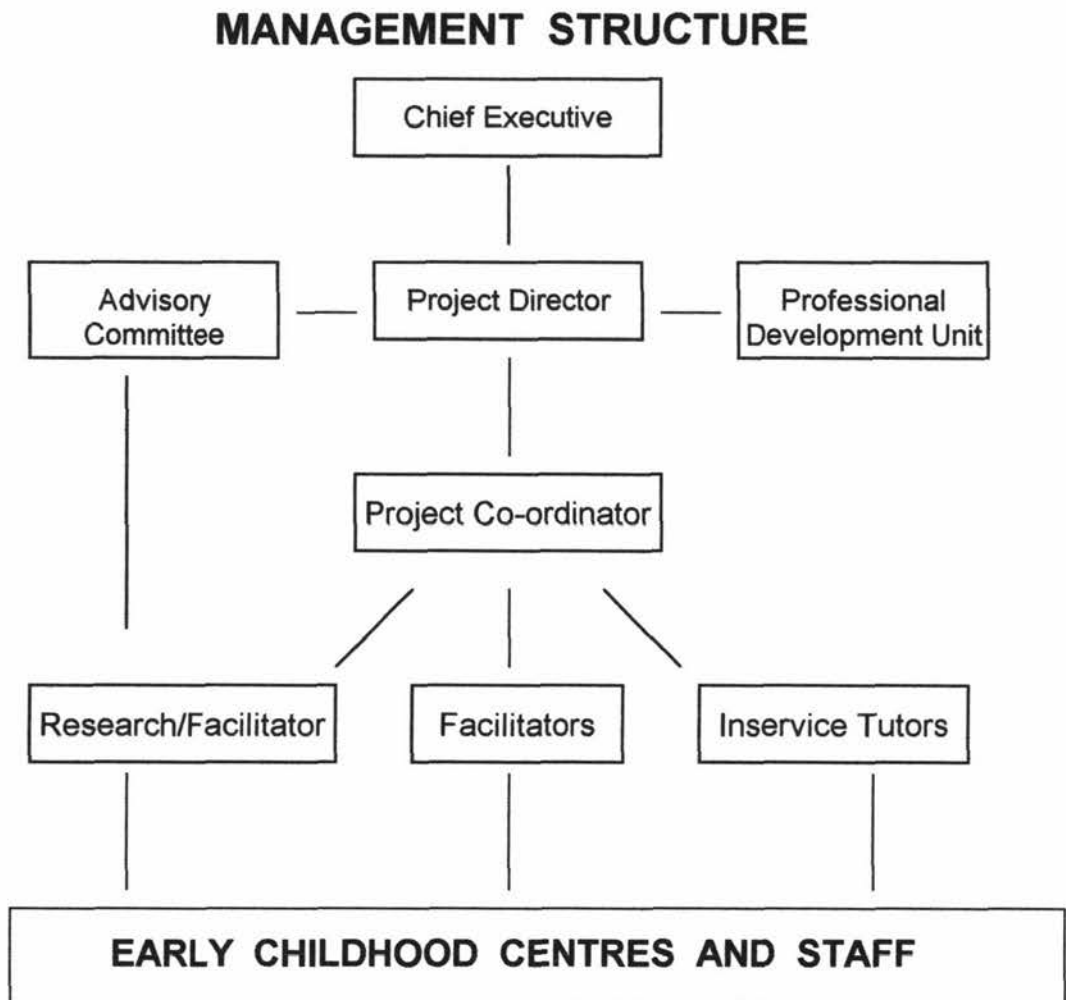 MANAGEMENT STRUCTURE
Chief Executive
Advisory
Committee
Project Director
Professional
Development Unit
Project Co-ordinator
Research/Facilitator
Facilitators
Inservice Tutors
EARLY CHILDHOOD CENTRES AND STAFF